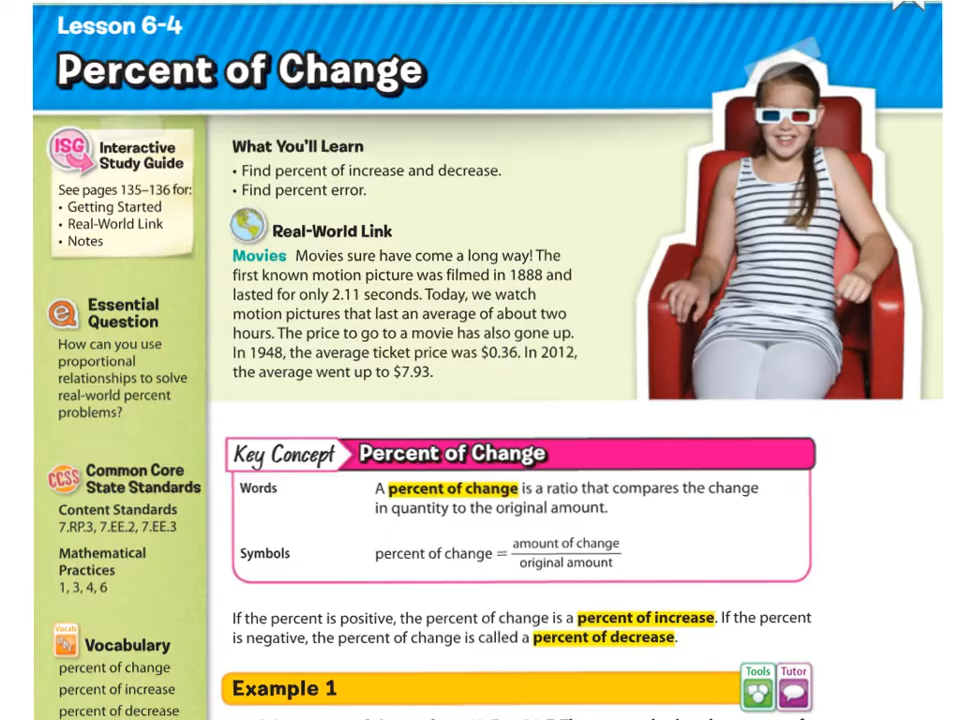 Lesson 6-4
Percent of Change
ISG
Interactive
Study Guide
See pages 135–136 for:
• Getting Started
• Real-World Link
• Notes
Essential
Question
How can you use
proportional
relationships to solve
real-world percent
problems?
CCSS
Common Core
State Standards
Content Standards
7.RP.3, 7.EE.2, 7.EE.3
Mathematical
Practices
1, 3, 4, 6
Vocab
Vocabulary
percent of change
percent of increase
percent of decrease
What You'll Learn
• Find percent of increase and decrease.
• Find percent error.
Real-World Link
Movies Movies sure have come a long way! The
first known motion picture was filmed in 1888 and
lasted for only 2.11 seconds. Today, we watch
motion pictures that last an average of about two
hours. The price to go to a movie has also gone up.
In 1948, the average ticket price was $0.36. In 2012,
the average went up to $7.93.
Key Concept Percent of Change
Words A percent of change is a ratio that compares the change
in quantity to the original amount.
Symbols percent of change = amount of change
original amount
If the percent is positive, the percent of change is a percent of increase. If the percent
is negative, the percent of change is called a percent of decrease.
Example 1
Tools Tutor